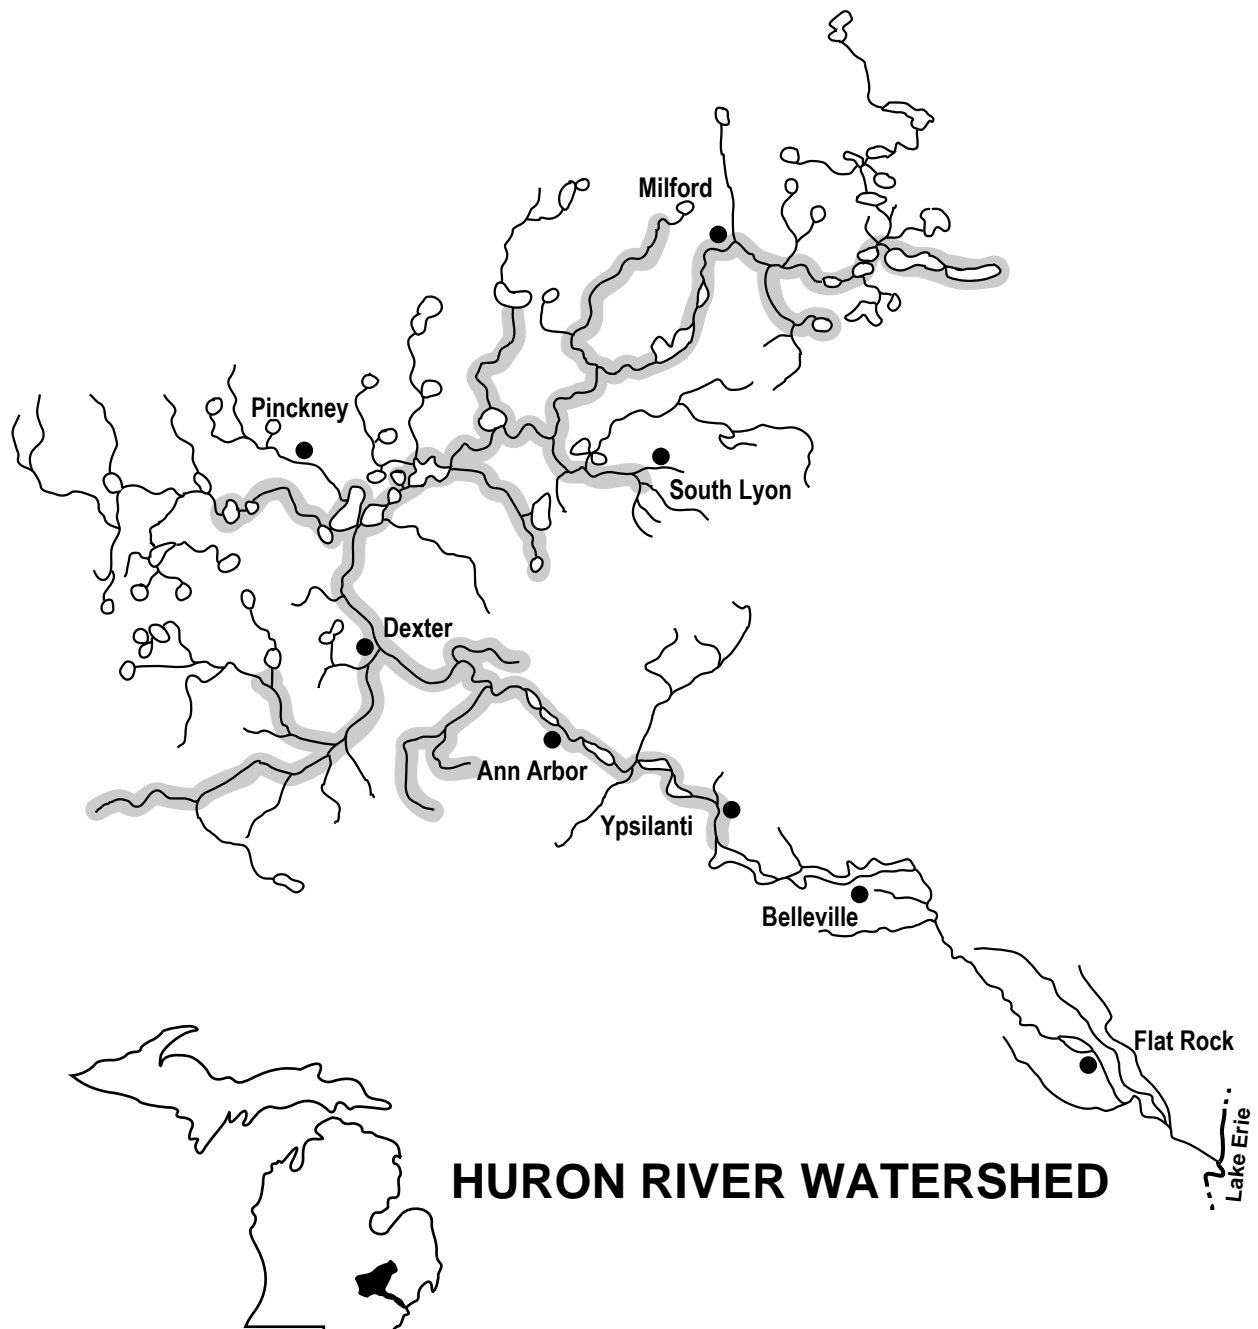 Milford
Pinckney
South Lyon
Dexter
Ann Arbor
Ypsilanti
Belleville
Flat Rock
Lake Erie
HURON RIVER WATERSHED